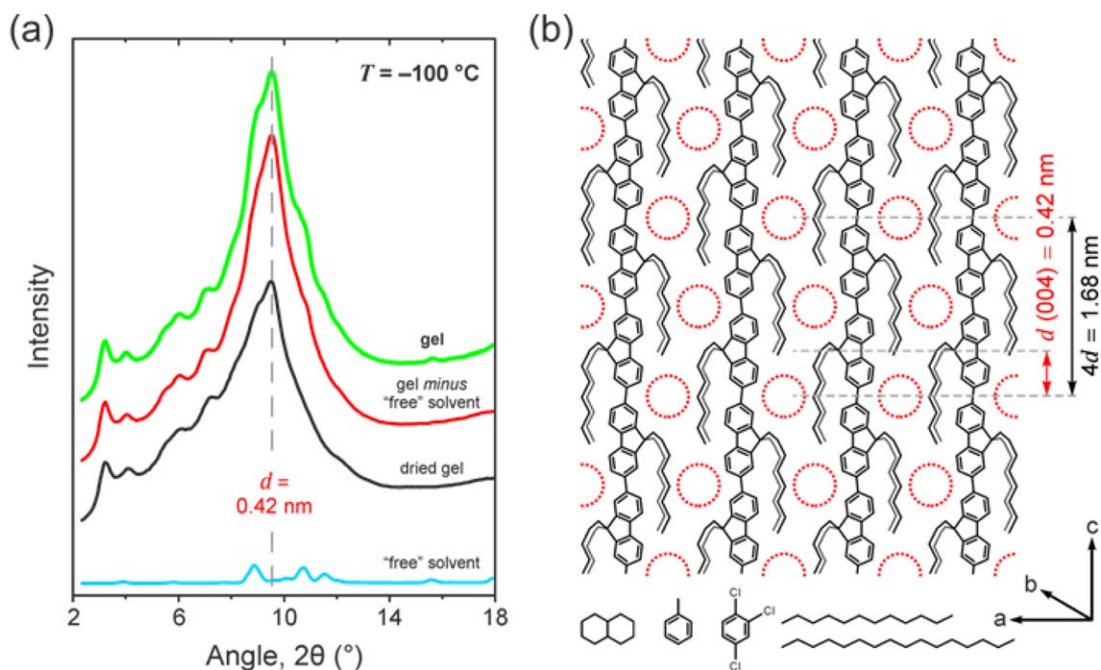 (a)
T = –100 °C
gel
gel minus
"free" solvent
dried gel
d =
0.42 nm
"free" solvent
Intensity
2
6
10
14
18
Angle, 2θ (°)
(b)
d (004) = 0.42 nm
4d = 1.68 nm
Cl
Cl
Cl
c
b
a